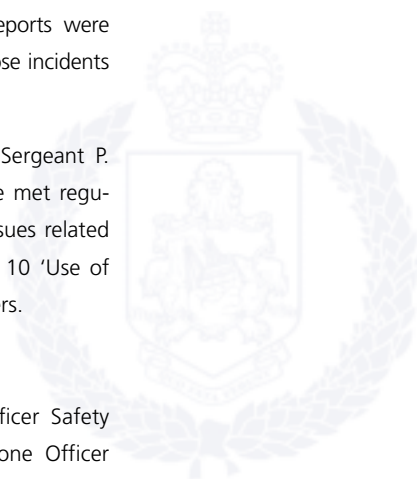 eports were
ose incidents
Sergeant P.
e met regu-
sues related
10 ‘Use of
rs.
ficer Safety
one Officer